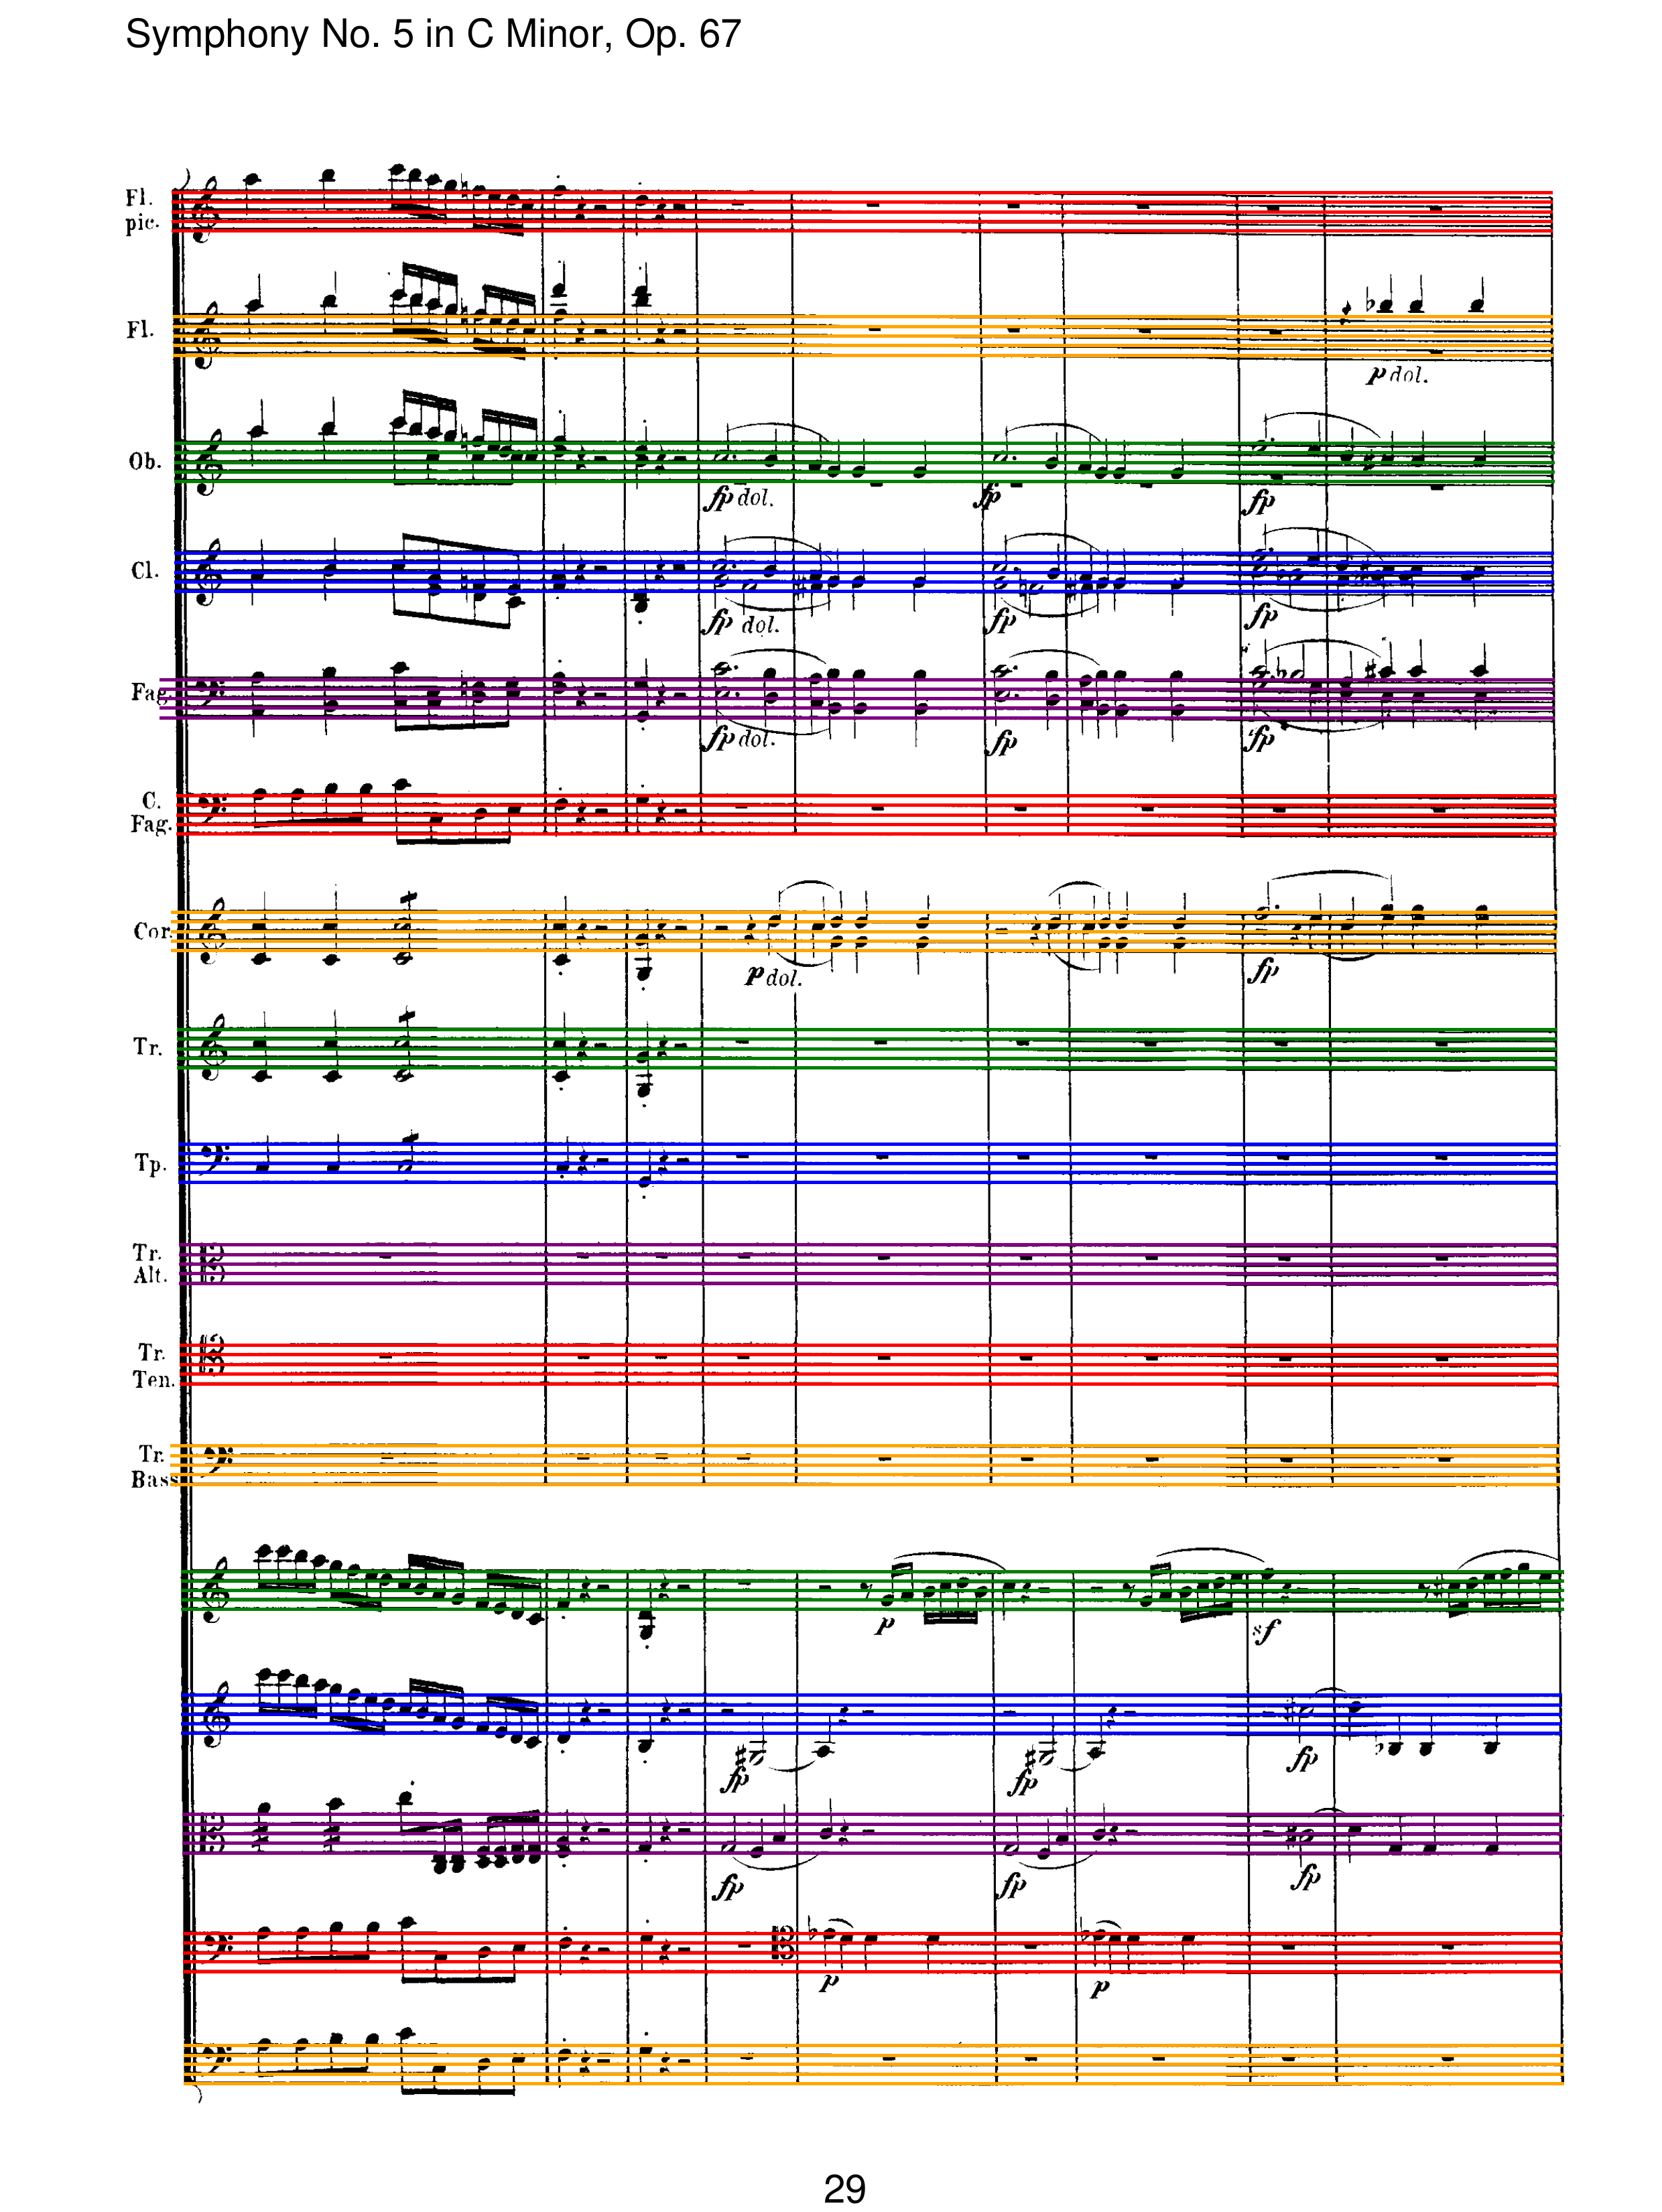 Symphony No. 5 in C Minor, Op. 67
Fl.
pic.
Fl.
p dol.
Ob.
fp dol.
fp
fp
Cl.
fp dol.
fp
fp
Fag.
fp dol.
fp
fp
C.
Fag.
Cor.
p dol.
fp
Tr.
Tp.
Tr.
Alt.
Tr.
Ten.
Tr.
Bass
p
sf
fp
fp
fp
fp
fp
fp
p
p
29